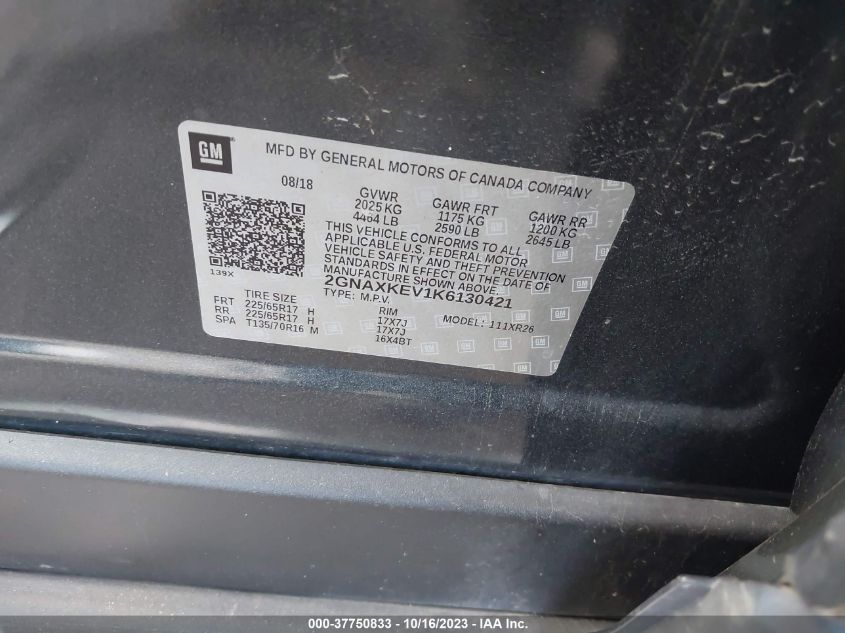 GM
MFD BY GENERAL MOTORS OF CANADA COMPANY
08/18
GVWR GAWR FRT GAWR RR
2025 KG 1175 KG 1200 KG
4464 LB 2590 LB 2645 LB
THIS VEHICLE CONFORMS TO ALL
APPLICABLE U.S. FEDERAL MOTOR
VEHICLE SAFETY AND THEFT PREVENTION
STANDARDS IN EFFECT ON THE DATE OF
MANUFACTURE SHOWN ABOVE.
139X
2GNAXKEV1K6130421
TYPE: M.P.V. MODEL: 111XR26
TIRE SIZE RIM
FRT 225/65R17 H 17X7J
RR 225/65R17 H 17X7J
SPA T135/70R16 M 16X4BT
000-37750833 - 10/16/2023 - IAA Inc.